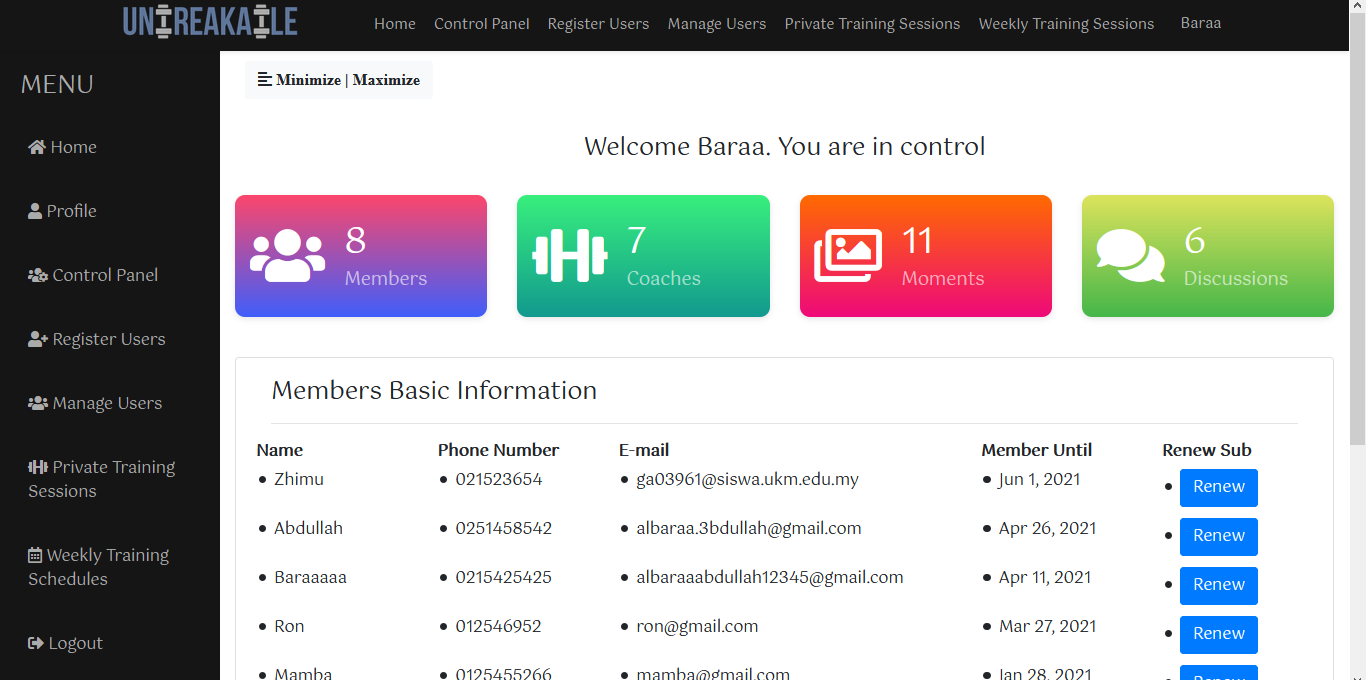 UNBREAKABLE
Home Control Panel Register Users Manage Users Private Training Sessions Weekly Training Sessions Baraa
MENU
Home
Profile
Control Panel
Register Users
Manage Users
Private Training
Sessions
Weekly Training
Schedules
Logout
Minimize | Maximize
Welcome Baraa. You are in control
8
Members
7
Coaches
11
Moments
6
Discussions
Members Basic Information
Name Phone Number E-mail Member Until Renew Sub
Zhimu 021523654 ga03961@siswa.ukm.edu.my Jun 1, 2021 Renew
Abdullah 0251458542 albaraa.3bdullah@gmail.com Apr 26, 2021 Renew
Baraaaaa 0215425425 albaraaabdullah12345@gmail.com Apr 11, 2021 Renew
Ron 012546952 ron@gmail.com Mar 27, 2021 Renew
Mamba 0125455266 mamba@gmail.com Jan 28, 2021 Renew